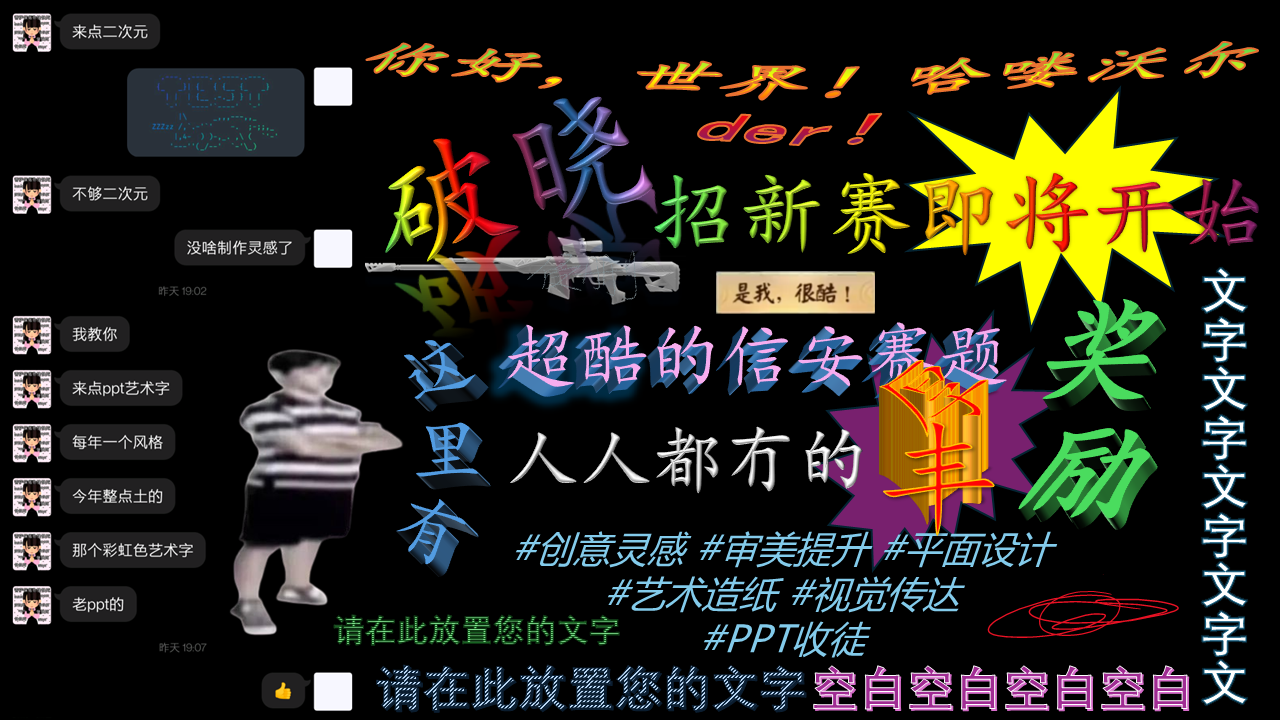 来点二次元
TEST
zzzzz
不够二次元
没啥制作灵感了
昨天 19:02
我教你
来点ppt艺术字
每年一个风格
今年整点土的
那个彩虹色艺术字
老ppt的
昨天 19:07
你好，世界！哈喽沃尔
der！
破晓招新赛即将开始
是我，很酷！
这里有
超酷的信安赛题
人人都冇的
丰
奖励
#创意灵感 #审美提升 #平面设计
#艺术造纸 #视觉传达
#PPT收徒
请在此放置您的文字
请在此放置您的文字
空白空白空白空白
文字文字文字文字文